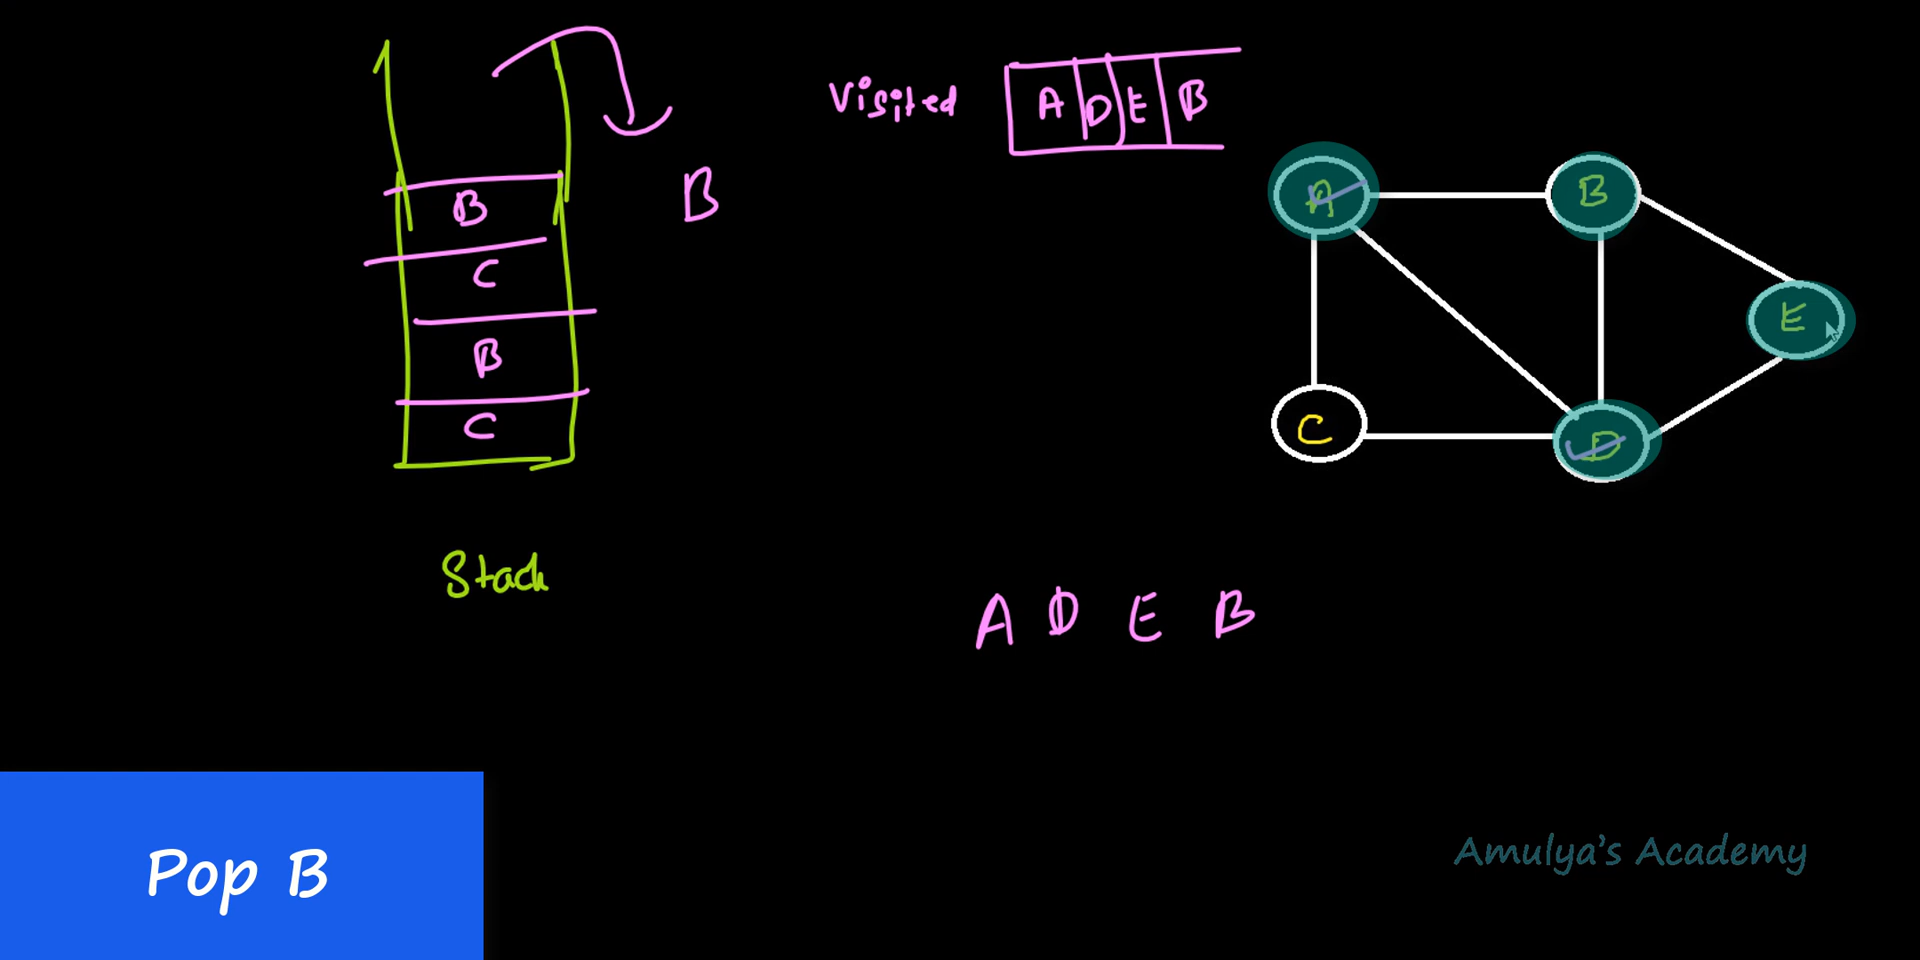 B
C
B
C
Stack
B
Visited A D E B
A B
E
C D
A D E B
Pop B
Amulya's Academy